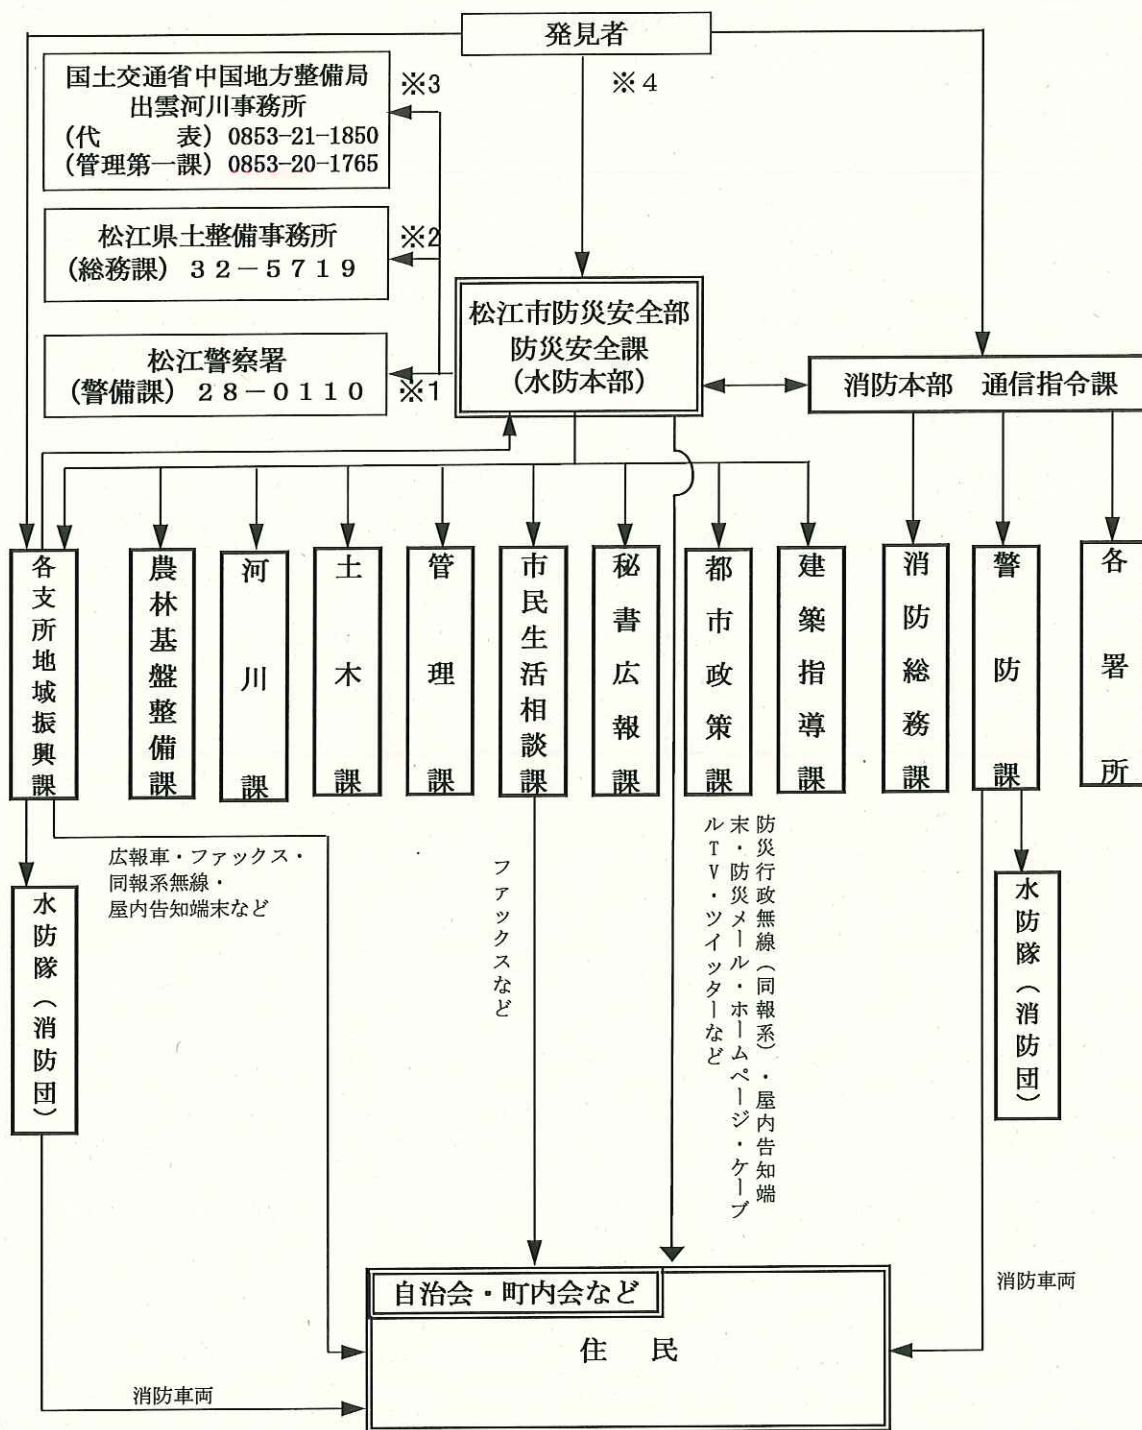 発見者
国土交通省中国地方整備局
出雲河川事務所
(代　　　表) 0853-21-1850
(管理第一課) 0853-20-1765
※3
※4
松江県土整備事務所
(総務課) ３２－５７１９
※2
松江警察署
(警備課) ２８－０１１０
※1
松江市防災安全部
防災安全課
(水防本部)
消防本部　通信指令課
各支所地域振興課
農林基盤整備課
河川課
土木課
管理課
市民生活相談課
秘書広報課
都市政策課
建築指導課
消防総務課
警防課
各署所
広報車・ファックス・
同報系無線・
屋内告知端末など
ファックスなど
防災行政無線（同報系）・屋内告知端
末・防災メール・ホームページ・ケーブ
ルＴＶ・ツイッターなど
水防隊（消防団）
水防隊（消防団）
自治会・町内会など
住　民
消防車両
消防車両